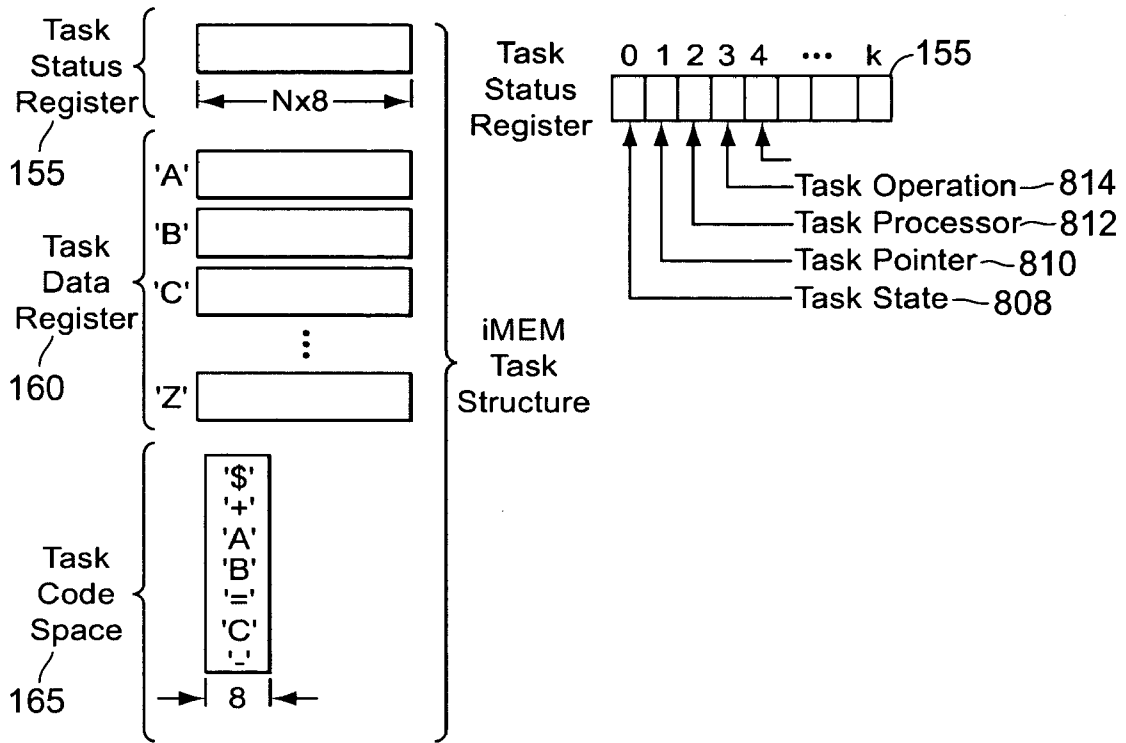 Task
Status
Register
155
Nx8
Task
Data
Register
160
'A'
'B'
'C'
'Z'
Task
Code
Space
165
'$'
'+'
'A'
'B'
'='
'C'
'-'
8
iMEM
Task
Structure
Task
Status
Register
0 1 2 3 4 ... k
155
Task Operation 814
Task Processor 812
Task Pointer 810
Task State 808